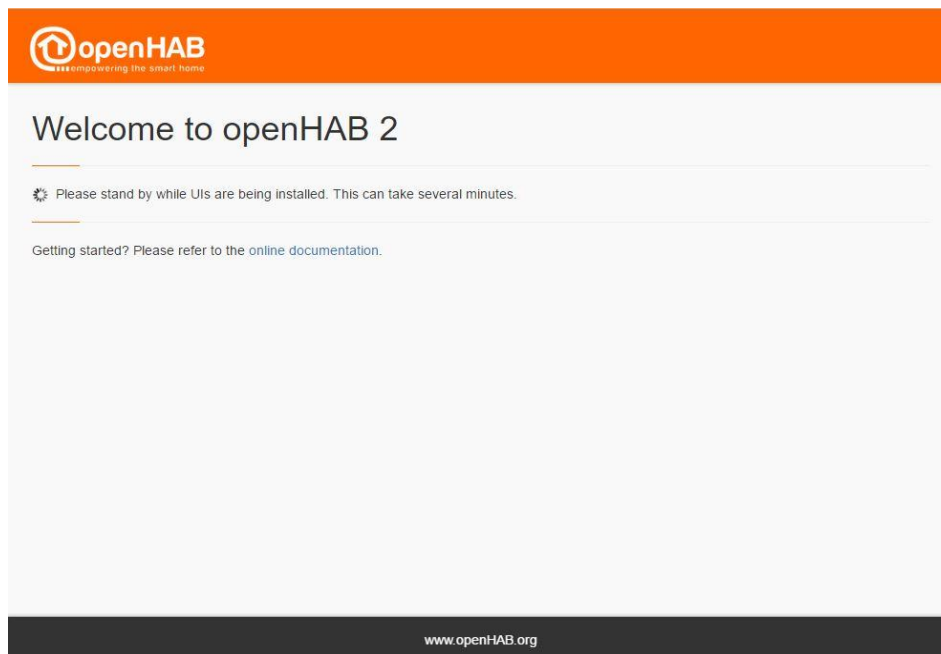 openHAB
empowering the smart home
Welcome to openHAB 2
Please stand by while UIs are being installed. This can take several minutes.
Getting started? Please refer to the online documentation.
www.openHAB.org